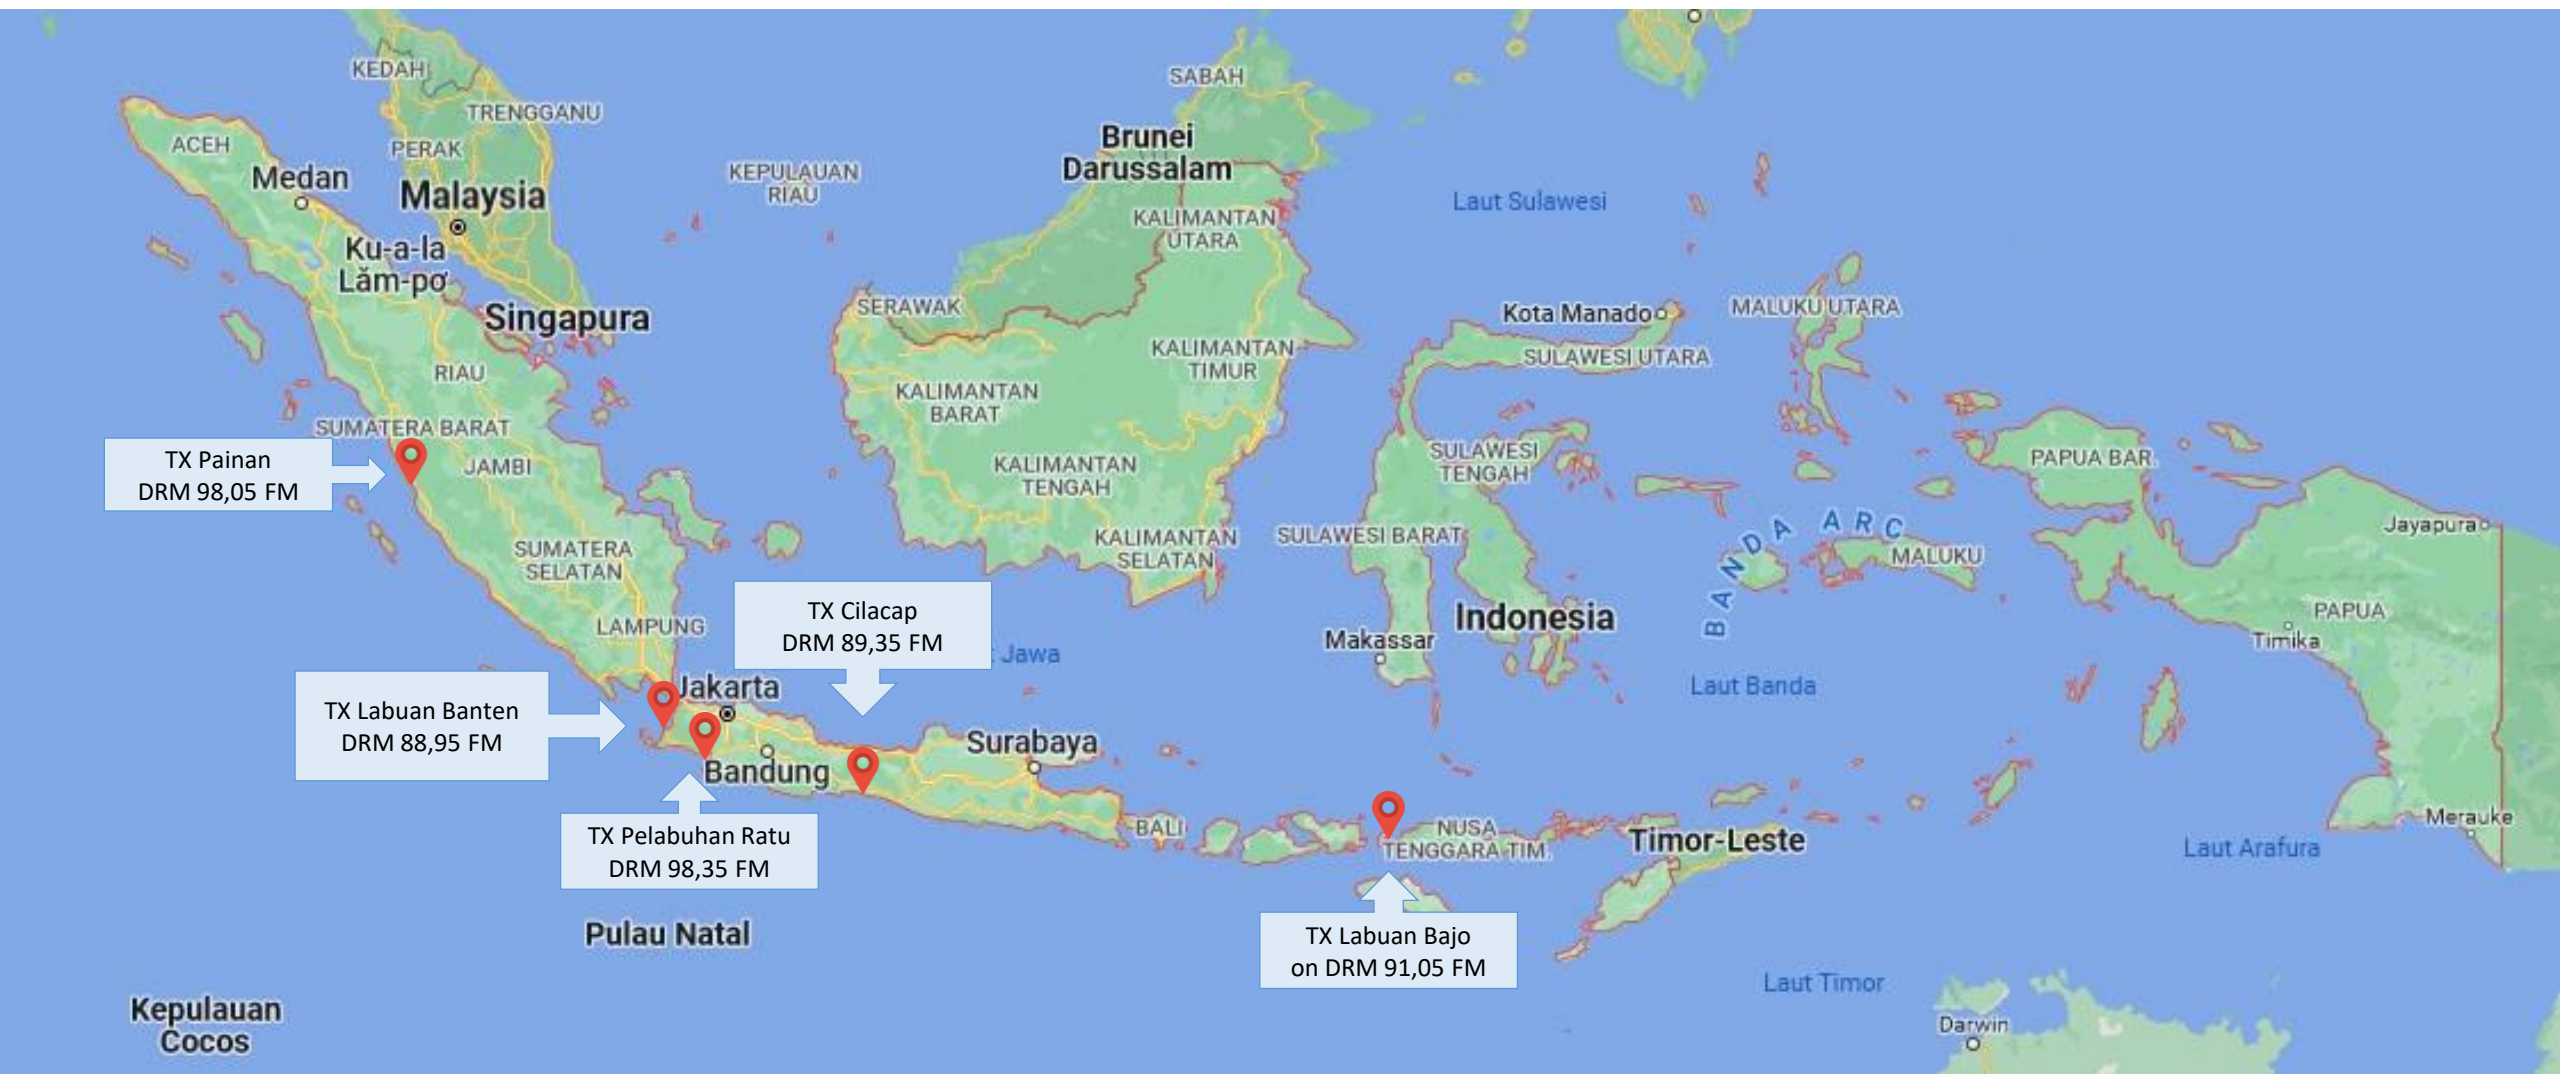 KEDAH
TRENGGANU
ACEH
PERAK
Medan
Malaysia
Ku-a-la
Lăm-pơ
Singapura
KEPULAUAN
RIAU
SABAH
Brunei
Darussalam
KALIMANTAN
UTARA
SERAWAK
KALIMANTAN
TIMUR
KALIMANTAN
BARAT
KALIMANTAN
TENGAH
KALIMANTAN
SELATAN
Laut Sulawesi
Kota Manado
SULAWESI UTARA
MALUKU UTARA
SULAWESI
TENGAH
SULAWESI BARAT
Makassar
Indonesia
BANDA ARC
MALUKU
Laut Banda
PAPUA BAR.
Jayapura
PAPUA
Timika
Merauke
Laut Arafura
RIAU
SUMATERA BARAT
JAMBI
TX Painan
DRM 98,05 FM
SUMATERA
SELATAN
LAMPUNG
TX Cilacap
DRM 89,35 FM
Jawa
TX Labuan Banten
DRM 88,95 FM
Jakarta
Bandung
Surabaya
TX Pelabuhan Ratu
DRM 98,35 FM
BALI
NUSA
TENGGARA TIM.
Timor-Leste
TX Labuan Bajo
on DRM 91,05 FM
Pulau Natal
Kepulauan
Cocos
Laut Timor
Darwin